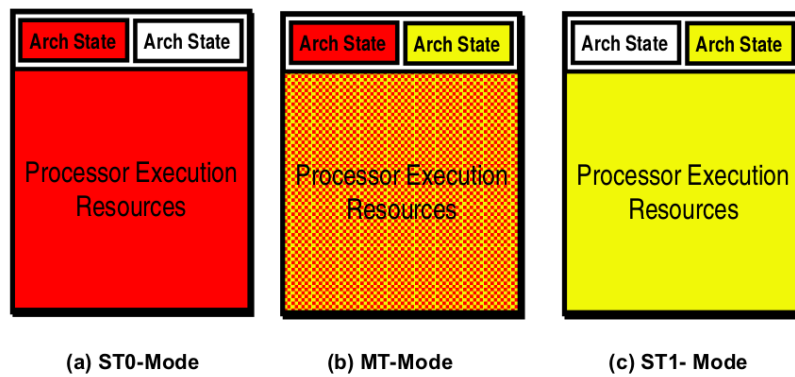 Arch State Arch State
Processor Execution
Resources
(a) ST0-Mode
Arch State Arch State
Processor Execution
Resources
(b) MT-Mode
Arch State Arch State
Processor Execution
Resources
(c) ST1- Mode